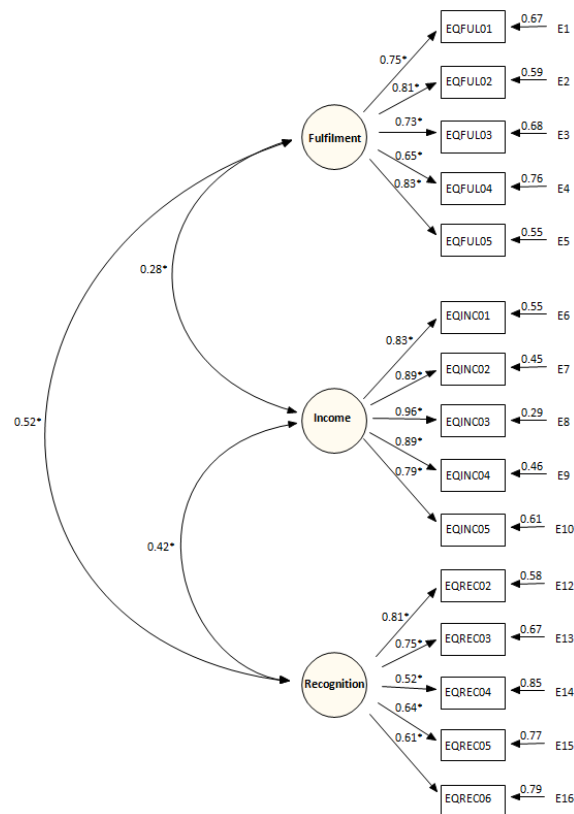 0.67
EQFUL01
E1
0.75*
0.59
EQFUL02
E2
0.81*
0.68
EQFUL03
E3
0.73*
Fulfilment
0.65*
0.76
EQFUL04
E4
0.83*
0.55
EQFUL05
E5
0.28*
0.55
EQINC01
E6
0.83*
0.45
EQINC02
E7
0.89*
0.96*
0.29
EQINC03
E8
Income
0.52*
0.89*
0.46
EQINC04
E9
0.79*
0.61
EQINC05
E10
0.42*
0.58
EQREC02
E12
0.81*
0.67
EQREC03
E13
0.75*
0.52*
0.85
EQREC04
E14
Recognition
0.64*
0.77
EQREC05
E15
0.61*
0.79
EQREC06
E16